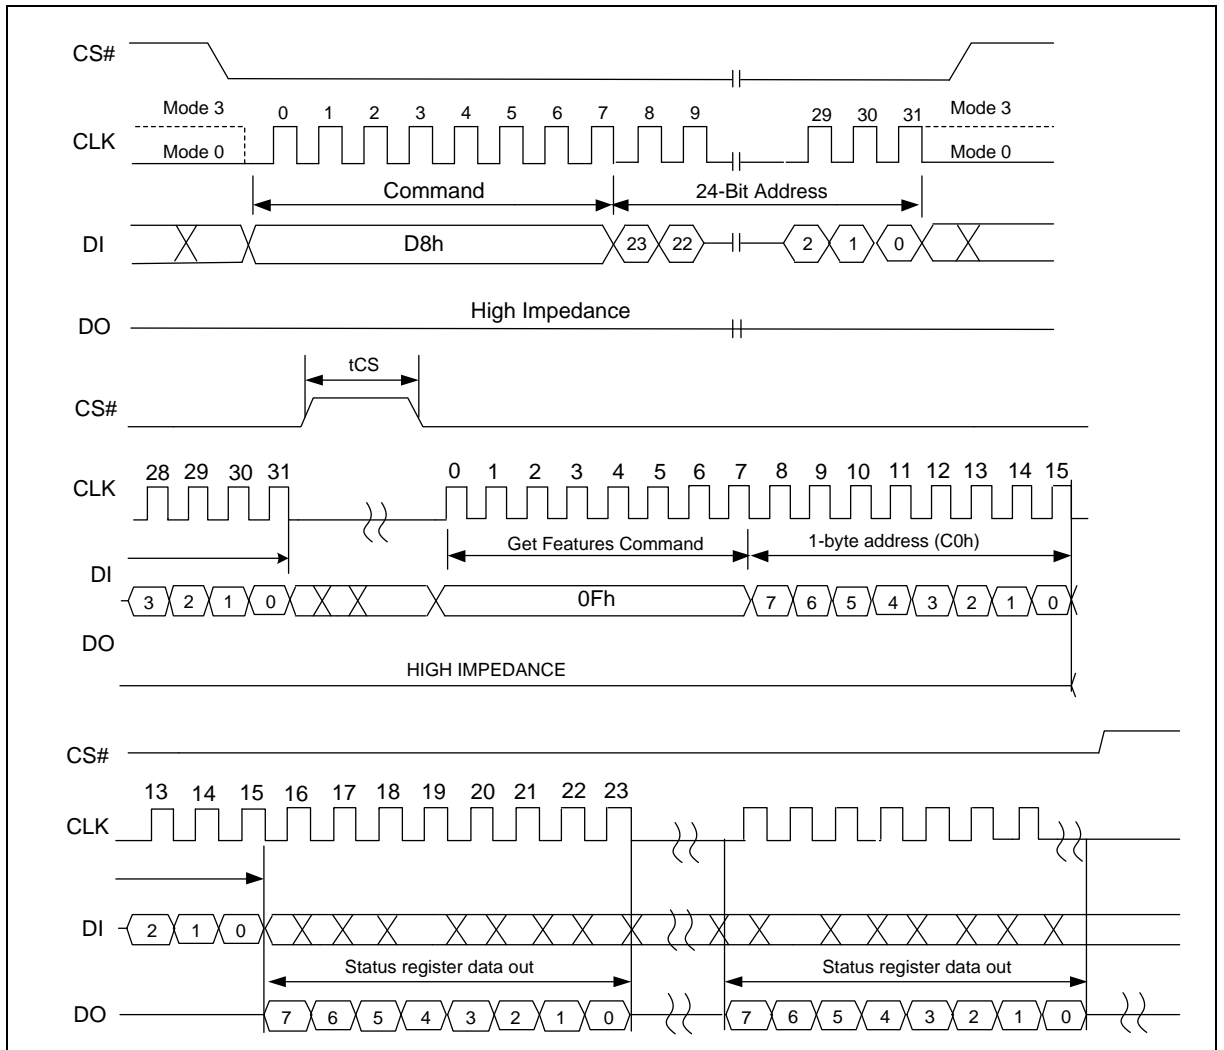 CS#
Mode 3 0 1 2 3 4 5 6 7 8 9 29 30 31 Mode 3
CLK
Mode 0 Mode 0
Command 24-Bit Address
DI D8h 23 22 2 1 0
High Impedance
DO
tCS
CS#
28 29 30 31 0 1 2 3 4 5 6 7 8 9 10 11 12 13 14 15
CLK
Get Features Command 1-byte address (C0h)
DI
3 2 1 0 0Fh 7 6 5 4 3 2 1 0
DO
HIGH IMPEDANCE
CS#
13 14 15 16 17 18 19 20 21 22 23
CLK
DI 2 1 0
Status register data out Status register data out
DO 7 6 5 4 3 2 1 0 7 6 5 4 3 2 1 0